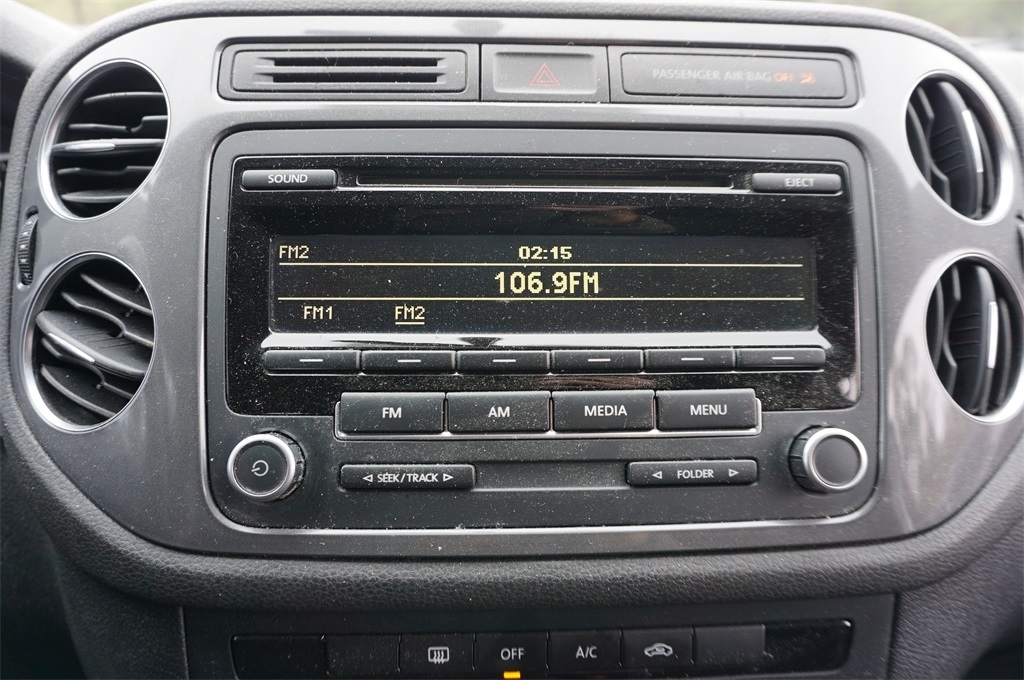 PASSENGER AIR BAG OFF
SOUND
EJECT
FM2 02:15
106.9FM
FM1 FM2
FM AM MEDIA MENU
SEEK/TRACK FOLDER
OFF A/C